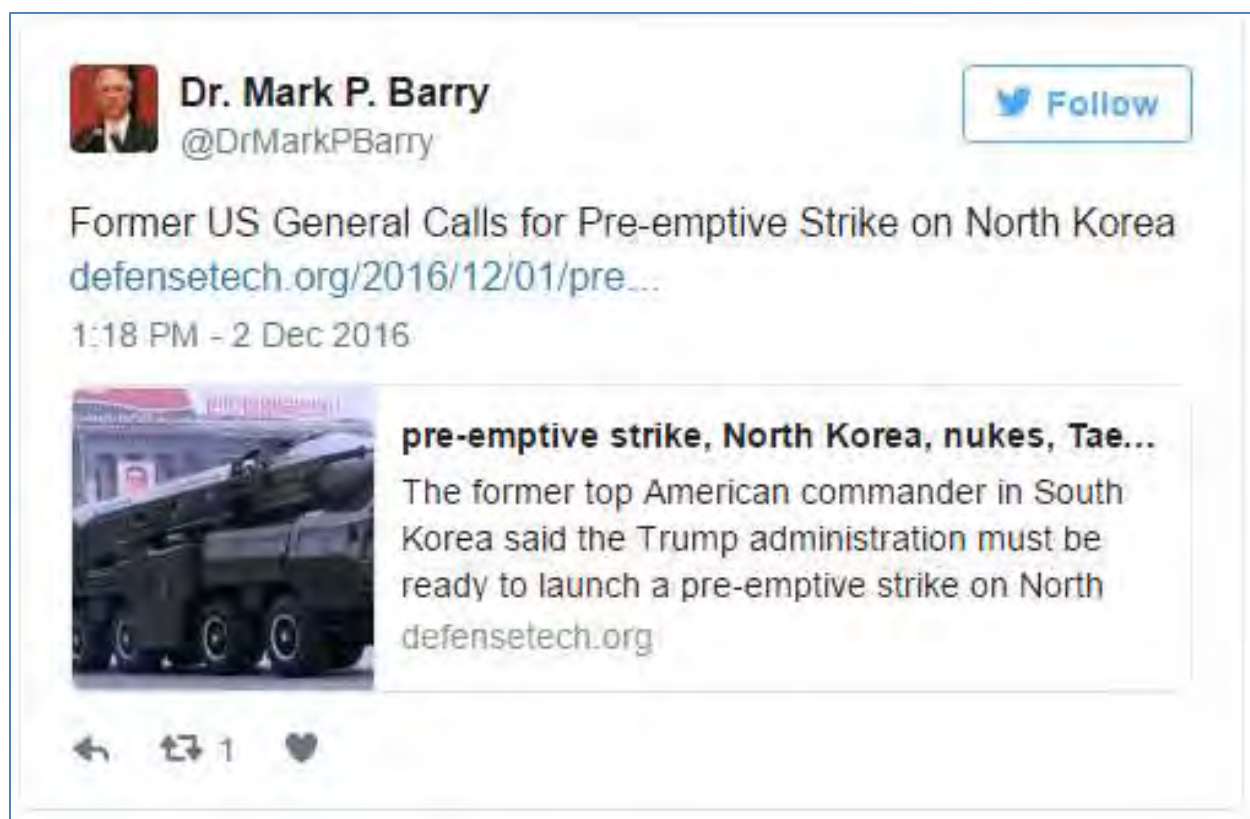 Dr. Mark P. Barry
@DrMarkPBarry
Follow
Former US General Calls for Pre-emptive Strike on North Korea
defensetech.org/2016/12/01/pre...
1:18 PM - 2 Dec 2016
pre-emptive strike, North Korea, nukes, Tae...
The former top American commander in South
Korea said the Trump administration must be
ready to launch a pre-emptive strike on North
defensetech.org
1